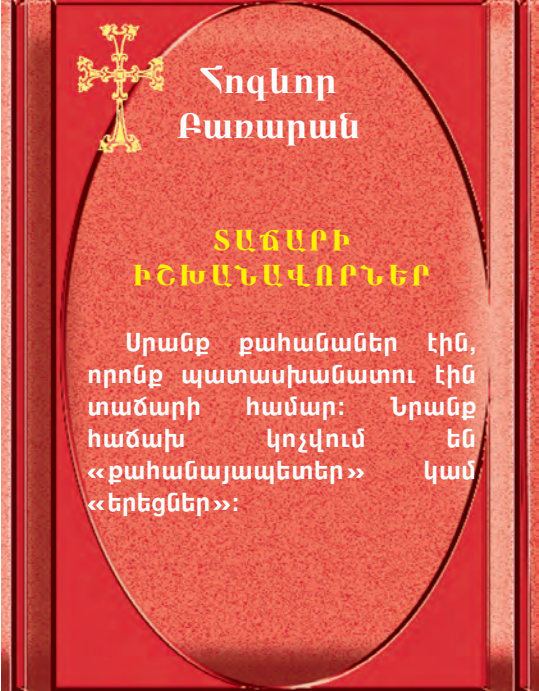 Հոգևոր
Բառարան
ՏԱՃԱՐԻ
ԻՇԽԱՆԱՎՈՐՆԵՐ
Սրանք քահանաներ էին,
որոնք պատասխանատու էին
տաճարի համար: Նրանք
հաճախ կոչվում են
«քահանայապետեր» կամ
«երեցներ»: